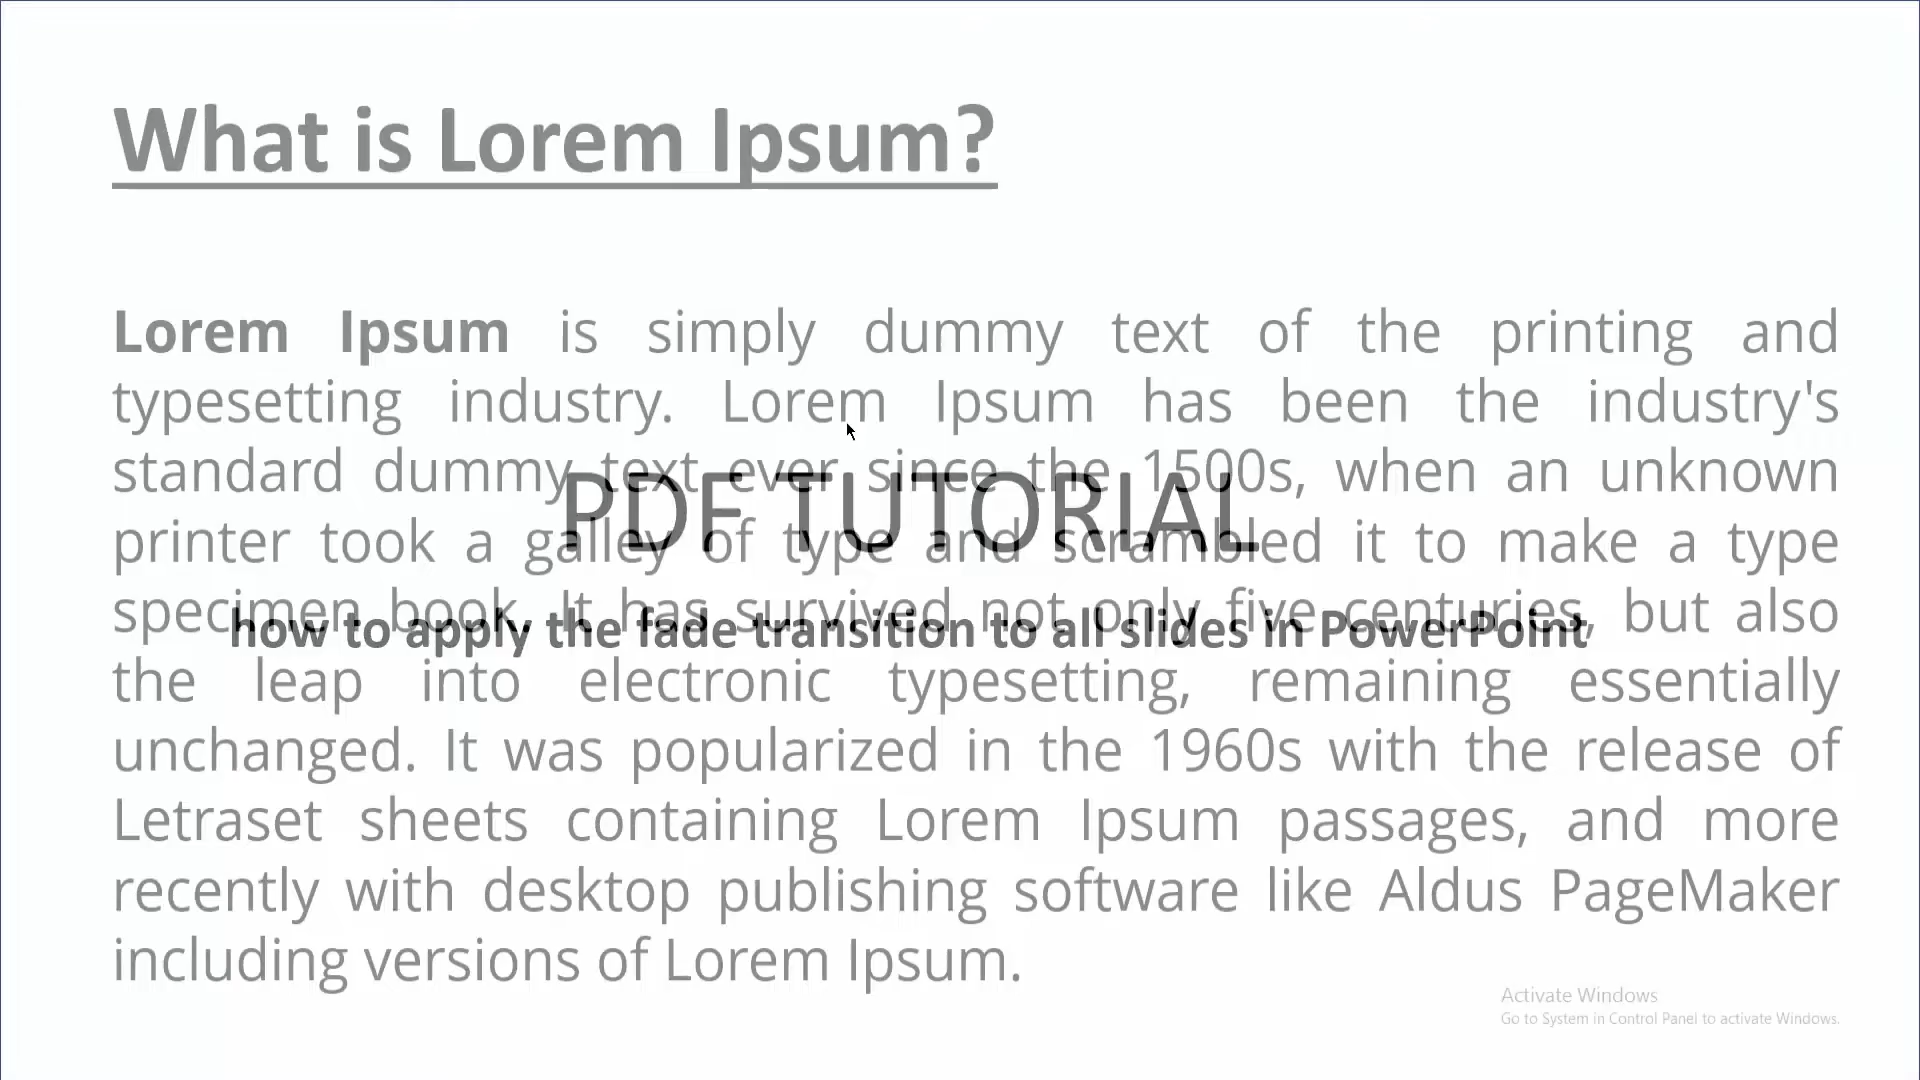 What is Lorem Ipsum?
Lorem Ipsum is simply dummy text of the printing and
typesetting industry. Lorem Ipsum has been the industry's
standard dummy text ever since the 1500s, when an unknown
PDF TUTORIAL
printer took a galley of type and scrambled it to make a type
specimen book. It has survived not only five centuries, but also
how to apply the fade transition to all slides in PowerPoint
the leap into electronic typesetting, remaining essentially
unchanged. It was popularized in the 1960s with the release of
Letraset sheets containing Lorem Ipsum passages, and more
recently with desktop publishing software like Aldus PageMaker
including versions of Lorem Ipsum.
Activate Windows
Go to System in Control Panel to activate Windows.